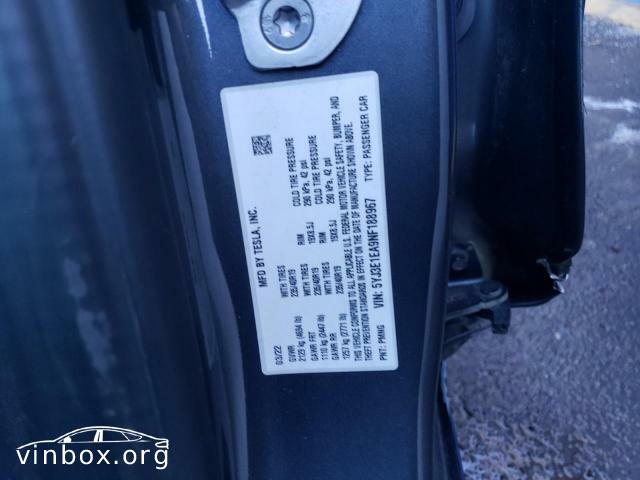 MFD BY TESLA, INC.
03/22
GVWR
2129 kg (4694 lb)
GAWR FRT WITH TIRES RIM COLD TIRE PRESSURE
1110 kg (2447 lb) 235/40R19 19X8.5J 290 kPa, 42 psi
GAWR RR WITH TIRES RIM COLD TIRE PRESSURE
1257 kg (2771 lb) 235/40R19 19X8.5J 290 kPa, 42 psi
THIS VEHICLE CONFORMS TO ALL APPLICABLE U.S. FEDERAL MOTOR VEHICLE SAFETY, BUMPER, AND
THEFT PREVENTION STANDARDS IN EFFECT ON THE DATE OF MANUFACTURE SHOWN ABOVE.
VIN: 5YJ3E1EA9NF188967 TYPE: PASSENGER CAR
PNT: PMNG
vinbox.org